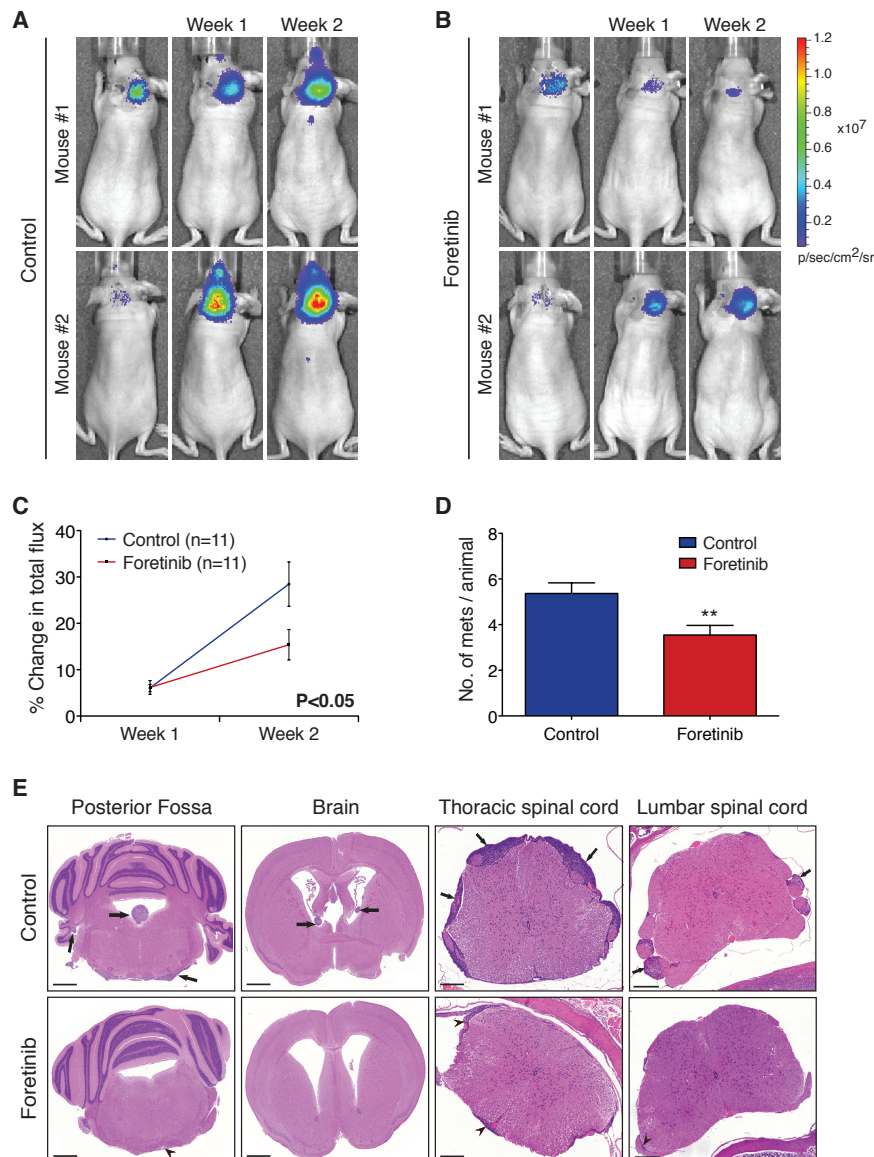 A
Week 1 Week 2
Mouse #1
Mouse #2
Control
B
Week 1 Week 2
Mouse #1
Mouse #2
Foretinib
1.2
1.0
0.8
x10⁷
0.6
0.4
0.2
p/sec/cm²/sr
C
% Change in total flux
40
30
20
10
0
Control (n=11)
Foretinib (n=11)
P<0.05
Week 1 Week 2
D
No. of mets / animal
8
6
4
2
0
Control
Foretinib
**
Control Foretinib
E
Posterior Fossa Brain Thoracic spinal cord Lumbar spinal cord
Control
Foretinib